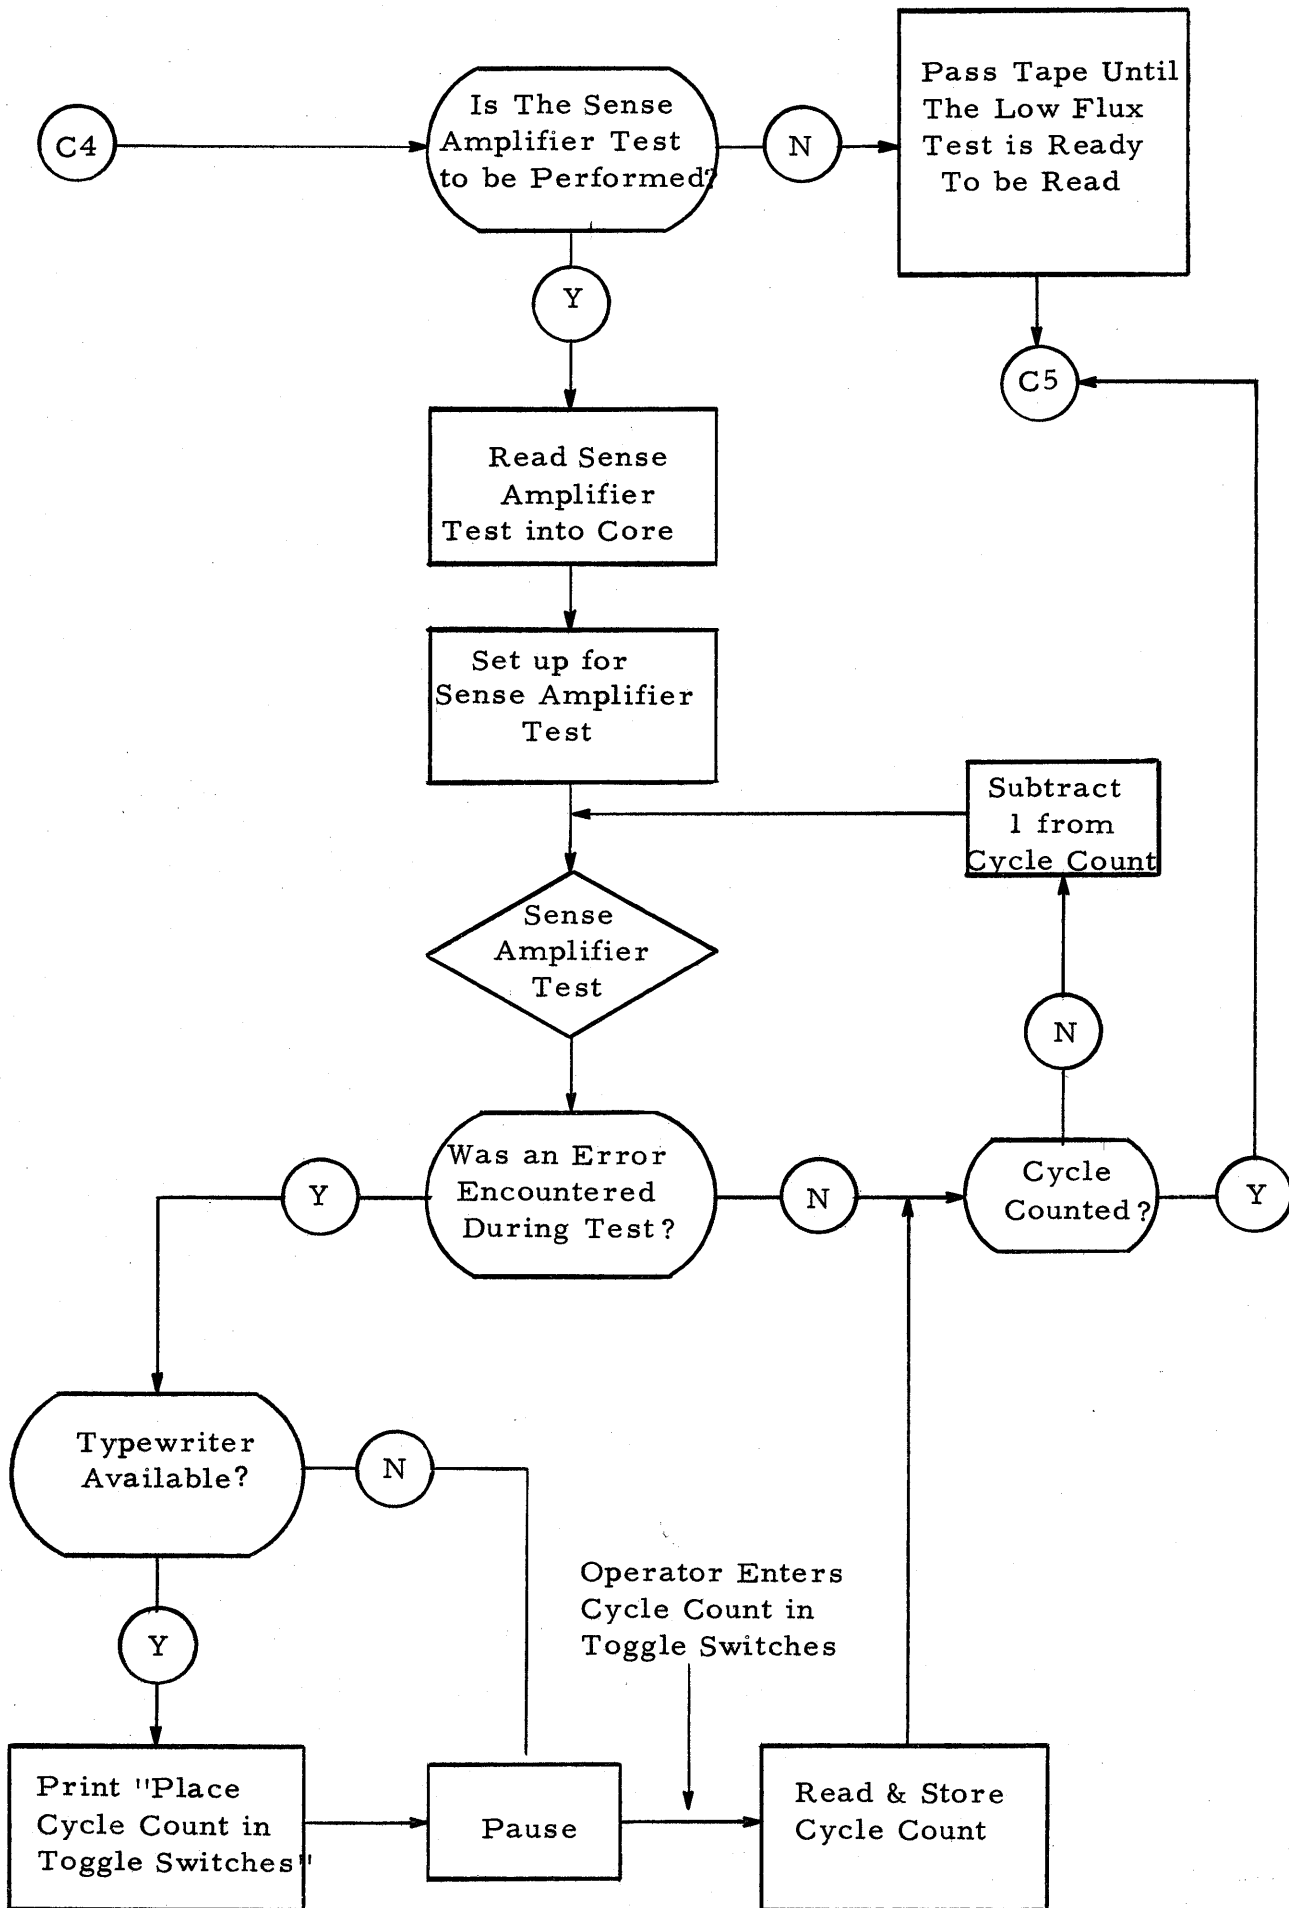 C4
Is The Sense
Amplifier Test
to be Performed?
N
Pass Tape Until
The Low Flux
Test is Ready
To be Read
Y
C5
Read Sense
Amplifier
Test into Core
Set up for
Sense Amplifier
Test
Subtract
1 from
Cycle Count
Sense
Amplifier
Test
N
Was an Error
Encountered
During Test?
Y
N
Cycle
Counted?
Y
Typewriter
Available?
N
Y
Operator Enters
Cycle Count in
Toggle Switches
Print "Place
Cycle Count in
Toggle Switches"
Pause
Read & Store
Cycle Count